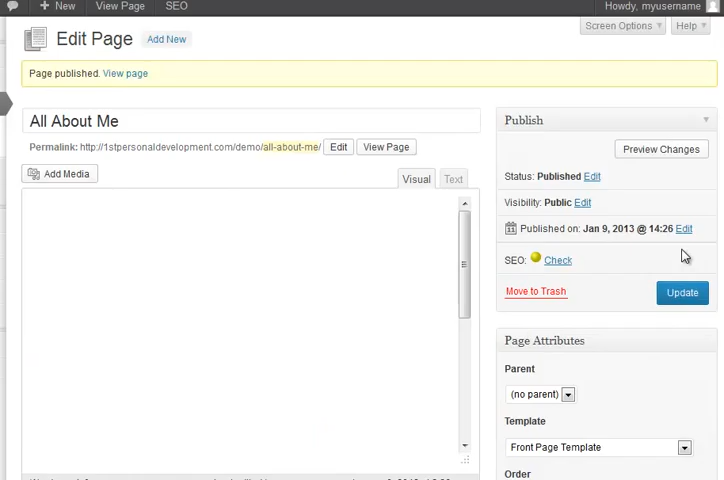 New View Page SEO Howdy, myusername
Screen Options Help
Edit Page Add New
Page published. View page
All About Me
Permalink: http://1stpersonaldevelopment.com/demo/all-about-me/ Edit View Page
Add Media
Visual Text
Publish
Preview Changes
Status: Published Edit
Visibility: Public Edit
Published on: Jan 9, 2013 @ 14:26 Edit
SEO: Check
Move to Trash Update
Page Attributes
Parent
(no parent)
Template
Front Page Template
Order